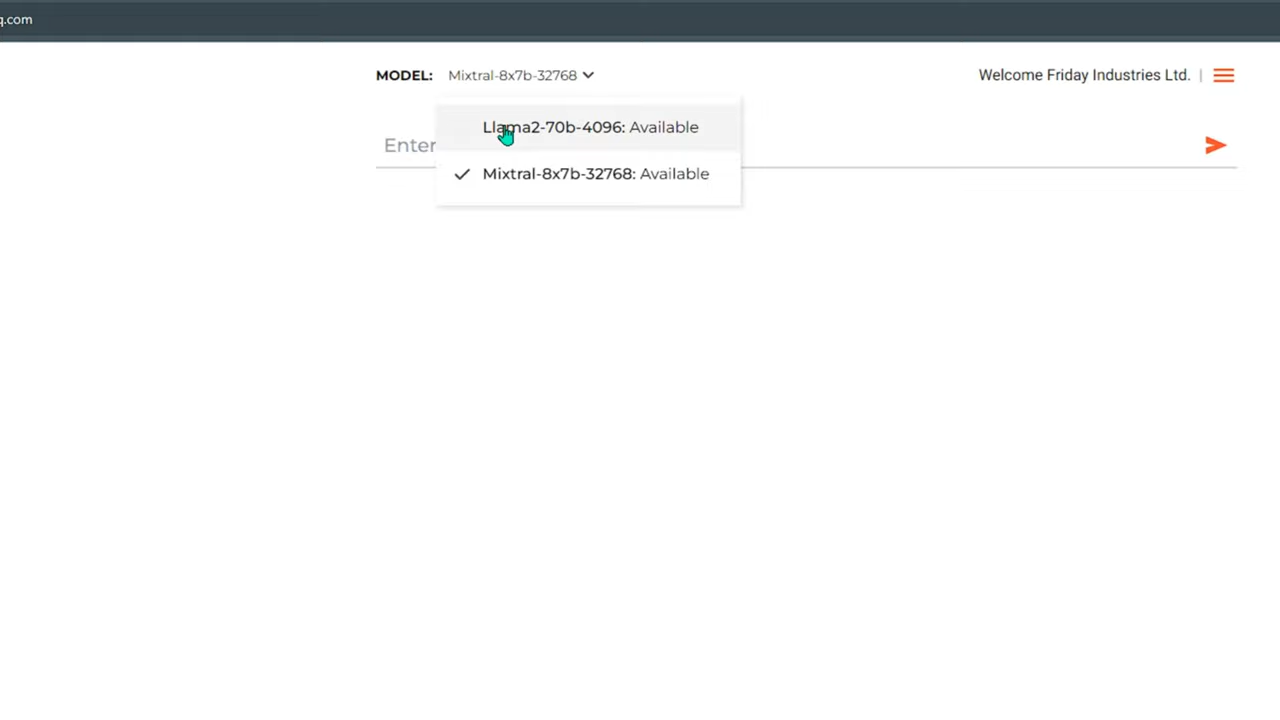 q.com
MODEL: Mixtral-8x7b-32768
Welcome Friday Industries Ltd. |
Llama2-70b-4096: Available
Enter
Mixtral-8x7b-32768: Available